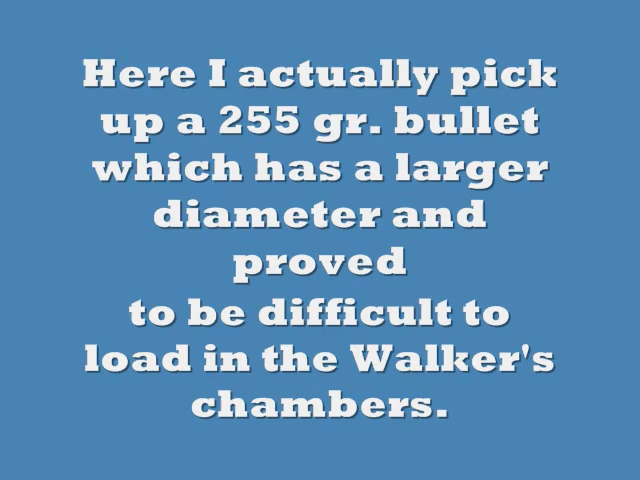 Here I actually pick
up a 255 gr. bullet
which has a larger
diameter and
proved
to be difficult to
load in the Walker's
chambers.